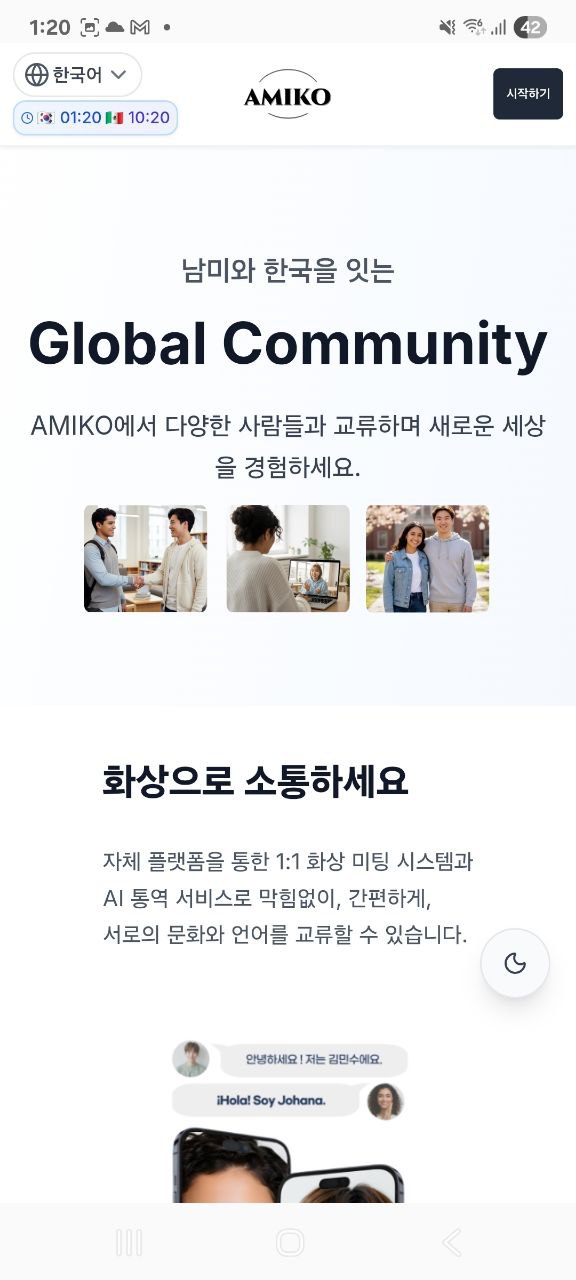 1:20
42
한국어
AMIKO
시작하기
01:20 10:20
남미와 한국을 잇는
Global Community
AMIKO에서 다양한 사람들과 교류하며 새로운 세상
을 경험하세요.
화상으로 소통하세요
자체 플랫폼을 통한 1:1 화상 미팅 시스템과
AI 통역 서비스로 막힘없이, 간편하게,
서로의 문화와 언어를 교류할 수 있습니다.
안녕하세요 ! 저는 김민수에요.
¡Hola! Soy Johana.